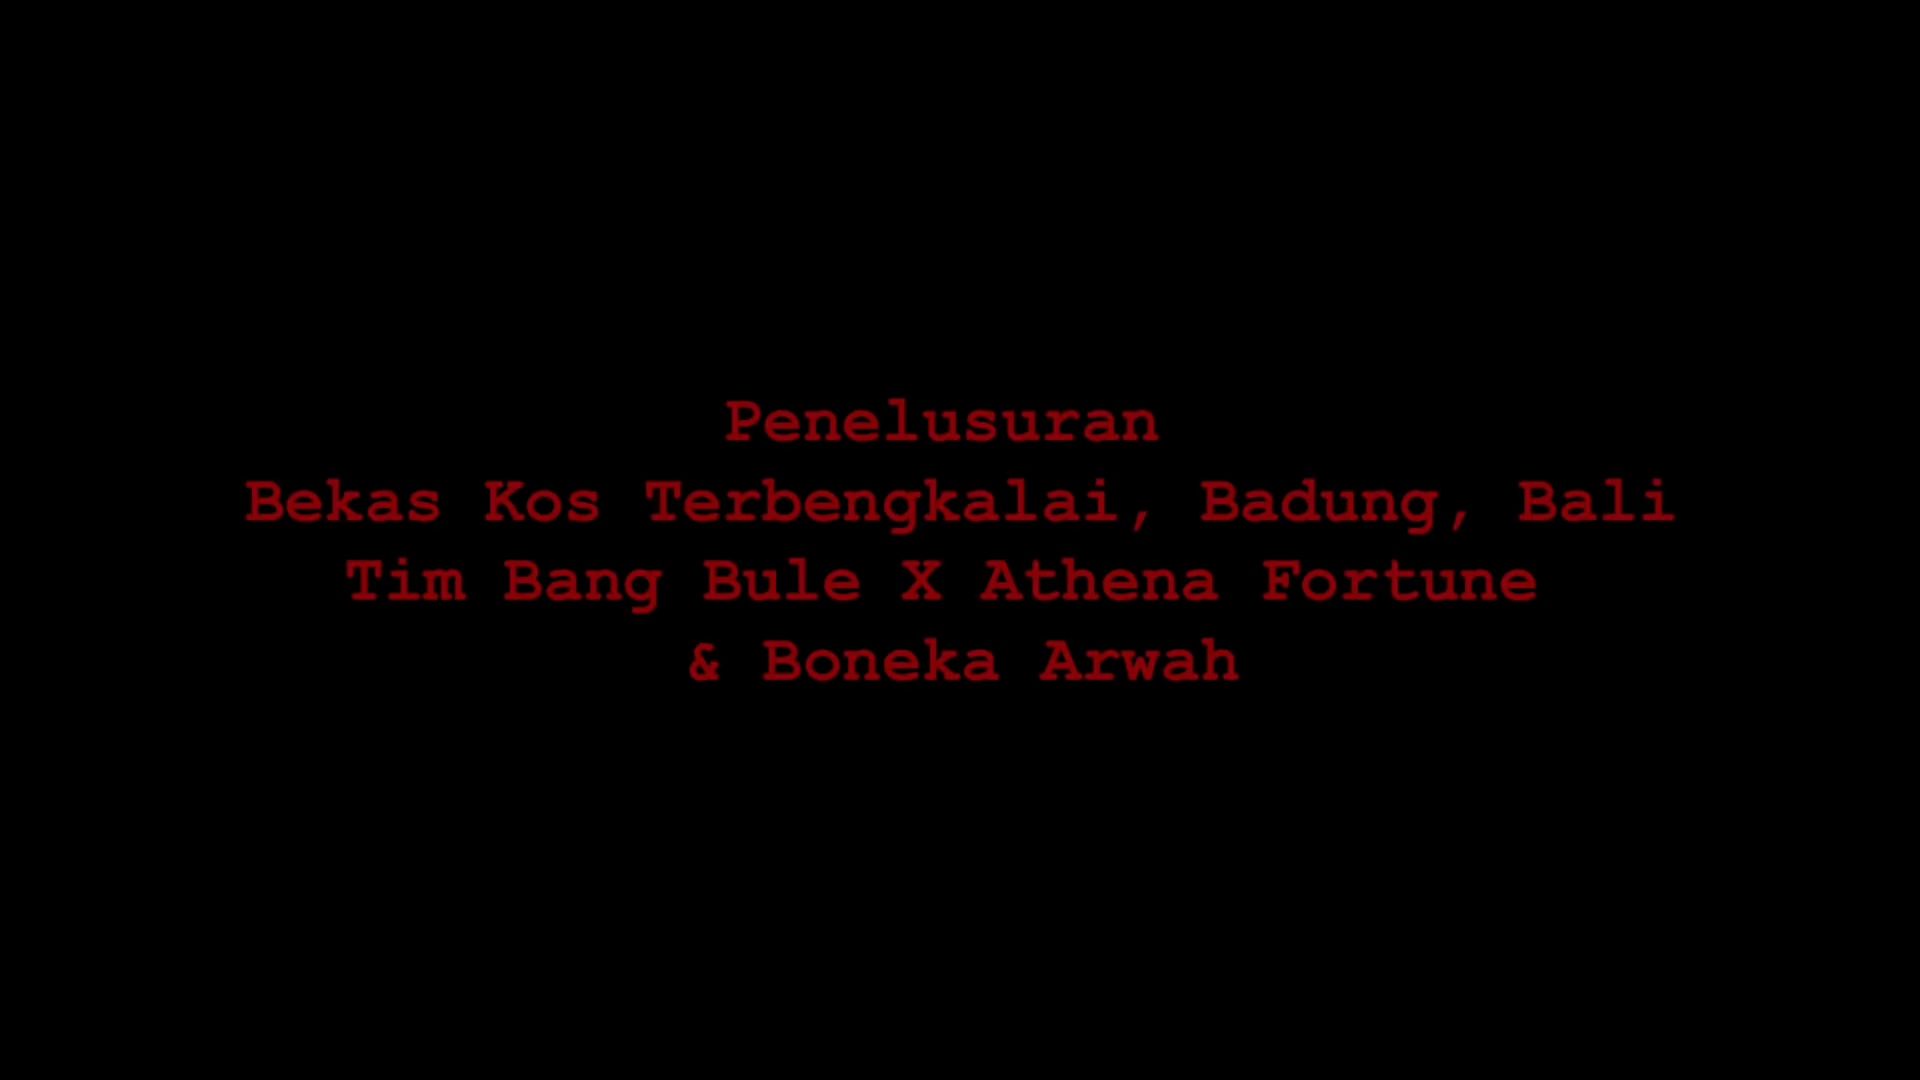 Penelusuran
Bekas Kos Terbengkalai, Badung, Bali
Tim Bang Bule X Athena Fortune
& Boneka Arwah